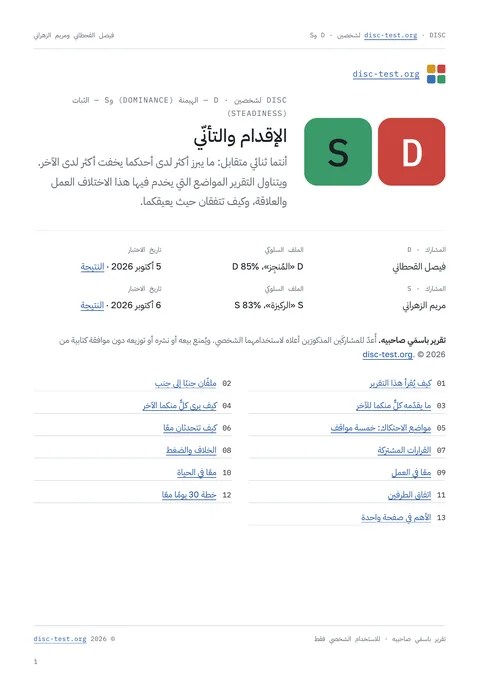 DISC · disc-test.org لشخصين · D وS
فيصل القحطاني ومريم الزهراني
disc-test.org
DISC لشخصين · D — الهيمنة (DOMINANCE) وS — الثبات (STEADINESS)
الإقدام والتأنّي
أنتما ثنائي متقابل: ما يبرز أكثر لدى أحدكما يخفت أكثر لدى الآخر.
ويتناول التقرير المواضع التي يخدم فيها هذا الاختلاف العمل
والعلاقة، وكيف تتفقان حيث يعيقكما.
D
S
المشارك · D
الملف السلوكي
تاريخ الاختبار
فيصل القحطاني
D «المُنجِز»، D 85%
5 أكتوبر 2026 · النتيجة
المشارك · S
الملف السلوكي
تاريخ الاختبار
مريم الزهراني
S «الركيزة»، S 83%
6 أكتوبر 2026 · النتيجة
تقرير باسمَي صاحبيه. أُعدّ للمشاركَين المذكورَين أعلاه لاستخدامهما الشخصي. ويُمنع بيعه أو نشره أو توزيعه دون موافقة كتابية من
disc-test.org. © 2026
01 كيف يُقرأ هذا التقرير
02 ملفّان جنبًا إلى جنب
03 ما يقدّمه كلٌّ منكما للآخر
04 كيف يرى كلٌّ منكما الآخر
05 مواضع الاحتكاك: خمسة مواقف
06 كيف تتحدثان معًا
07 القرارات المشتركة
08 الخلاف والضغط
09 معًا في العمل
10 معًا في الحياة
11 اتفاق الطرفين
12 خطة 30 يومًا معًا
13 الأهم في صفحة واحدة
تقرير باسمَي صاحبيه · للاستخدام الشخصي فقط
© 2026 disc-test.org
1